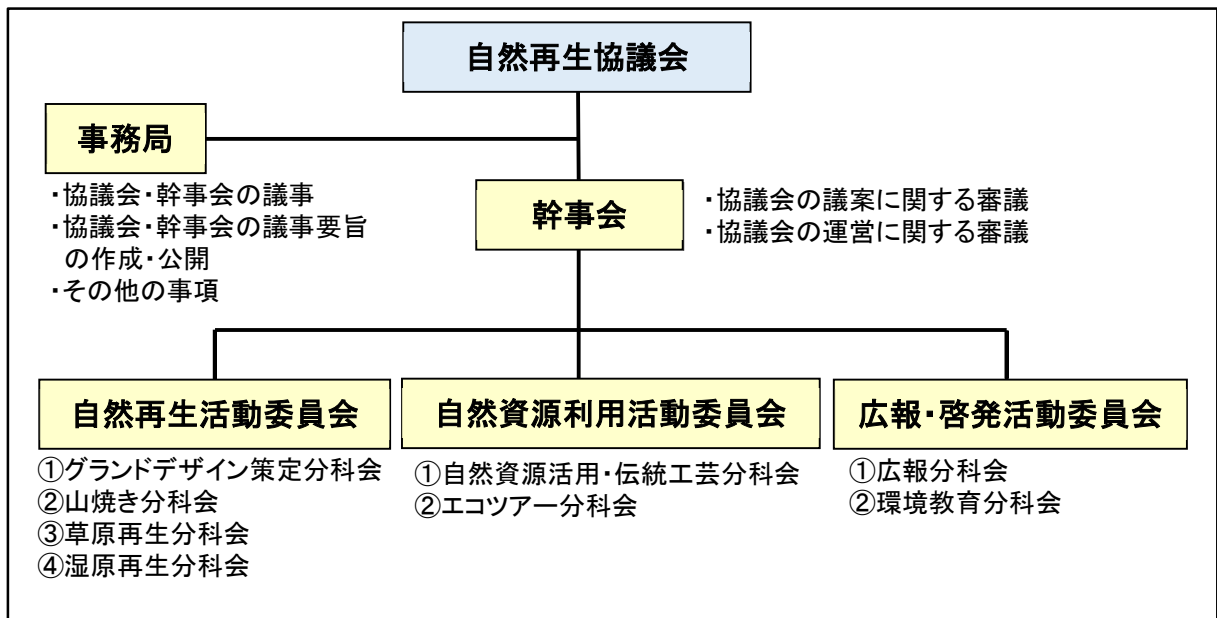 自然再生協議会
事務局
・協議会・幹事会の議事
・協議会・幹事会の議事要旨
の作成・公開
・その他の事項
幹事会
・協議会の議案に関する審議
・協議会の運営に関する審議
自然再生活動委員会
①グランドデザイン策定分科会
②山焼き分科会
③草原再生分科会
④湿原再生分科会
自然資源利用活動委員会
①自然資源活用・伝統工芸分科会
②エコツアー分科会
広報・啓発活動委員会
①広報分科会
②環境教育分科会